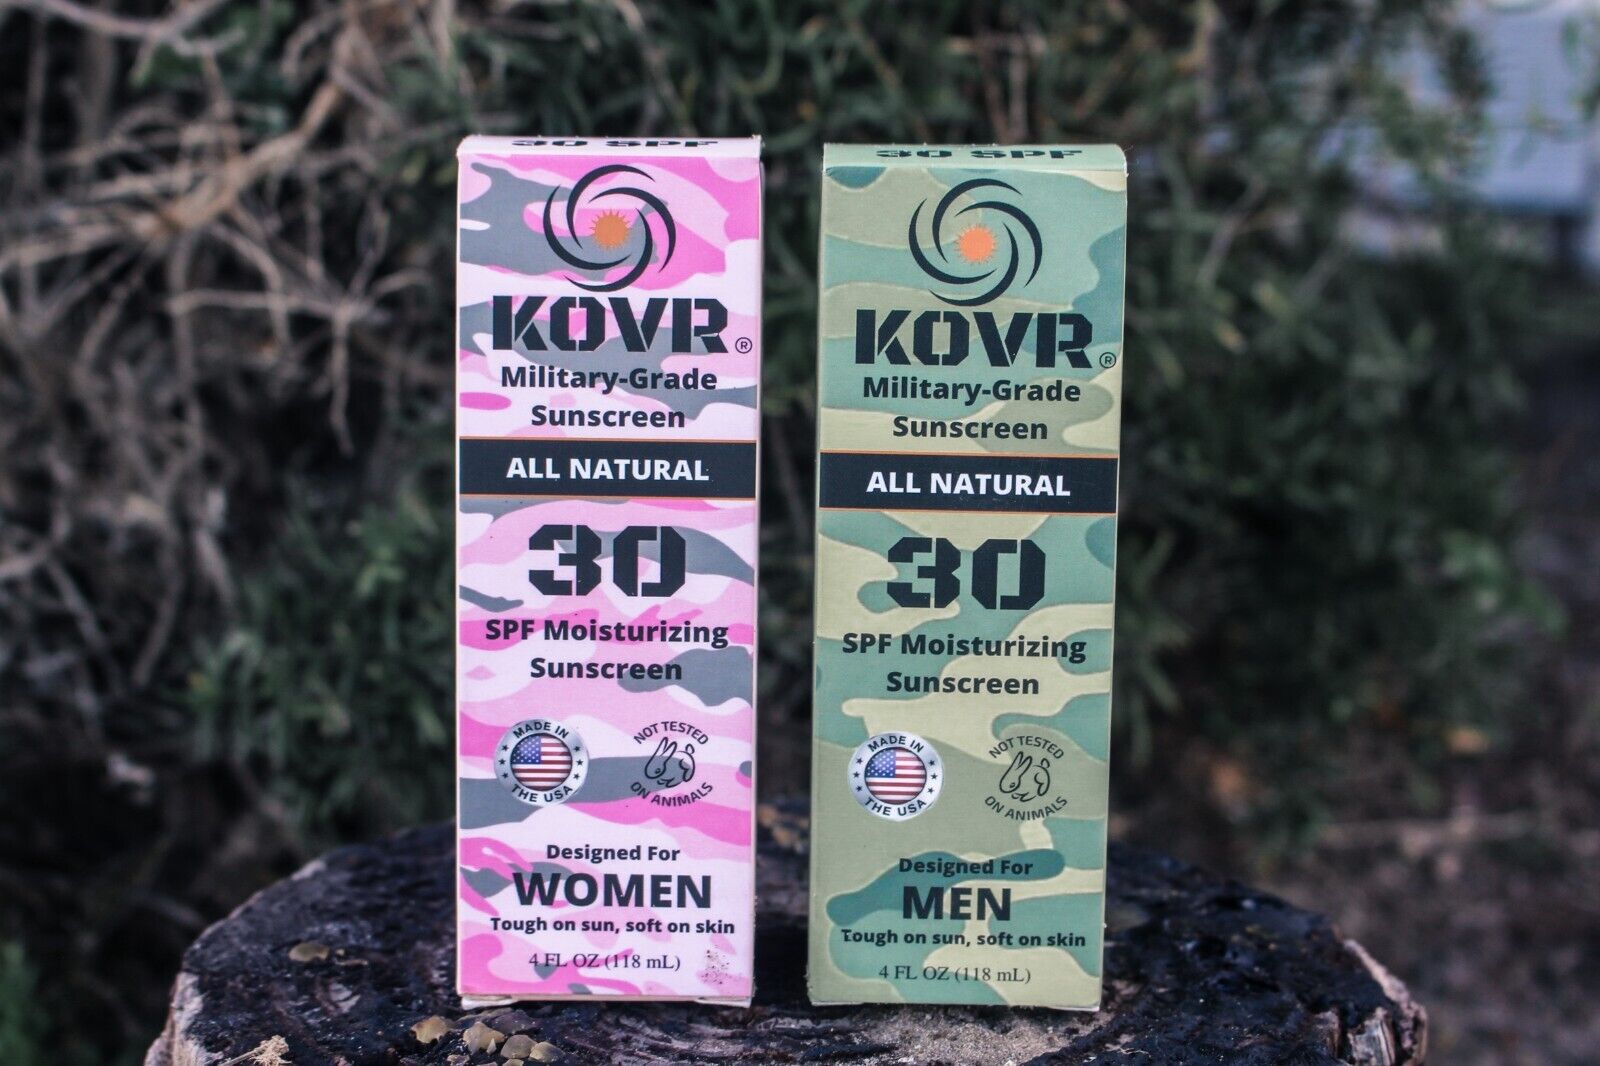 30 SPF
KOVR®
Military-Grade
Sunscreen
ALL NATURAL
30
SPF Moisturizing
Sunscreen
MADE IN
THE USA
NOT TESTED
ON ANIMALS
Designed For
WOMEN
Tough on sun, soft on skin
4 FL OZ (118 mL)
30 SPF
KOVR®
Military-Grade
Sunscreen
ALL NATURAL
30
SPF Moisturizing
Sunscreen
MADE IN
THE USA
NOT TESTED
ON ANIMALS
Designed For
MEN
Tough on sun, soft on skin
4 FL OZ (118 mL)